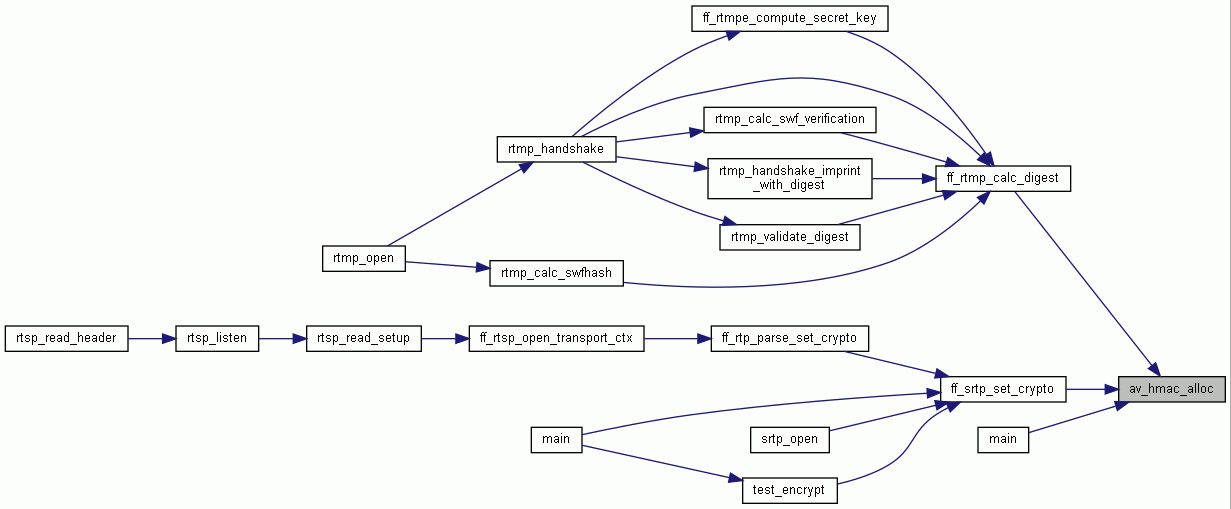 ff_rtmpe_compute_secret_key
rtmp_calc_swf_verification
rtmp_handshake
rtmp_handshake_imprint
_with_digest
ff_rtmp_calc_digest
rtmp_validate_digest
rtmp_open
rtmp_calc_swfhash
rtsp_read_header
rtsp_listen
rtsp_read_setup
ff_rtsp_open_transport_ctx
ff_rtp_parse_set_crypto
ff_srtp_set_crypto
av_hmac_alloc
main
srtp_open
main
test_encrypt